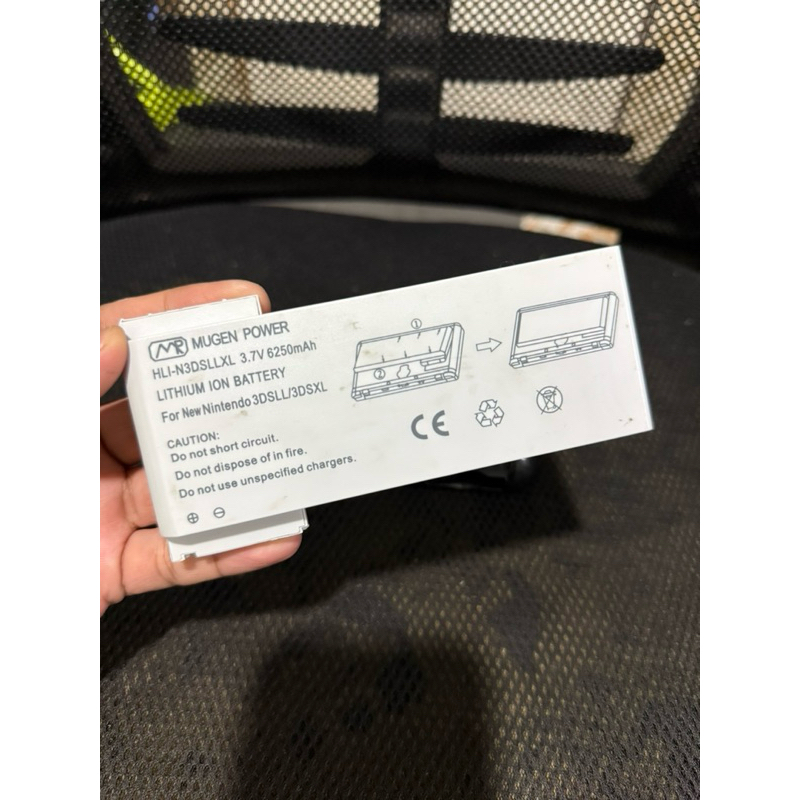 MR MUGEN POWER
HLI-N3DSLLXL 3.7V 6250mAh
LITHIUM ION BATTERY
For New Nintendo 3DSLL/3DSXL
CAUTION:
Do not short circuit.
Do not dispose of in fire.
Do not use unspecified chargers.
⊕ ⊖
①
②
CE